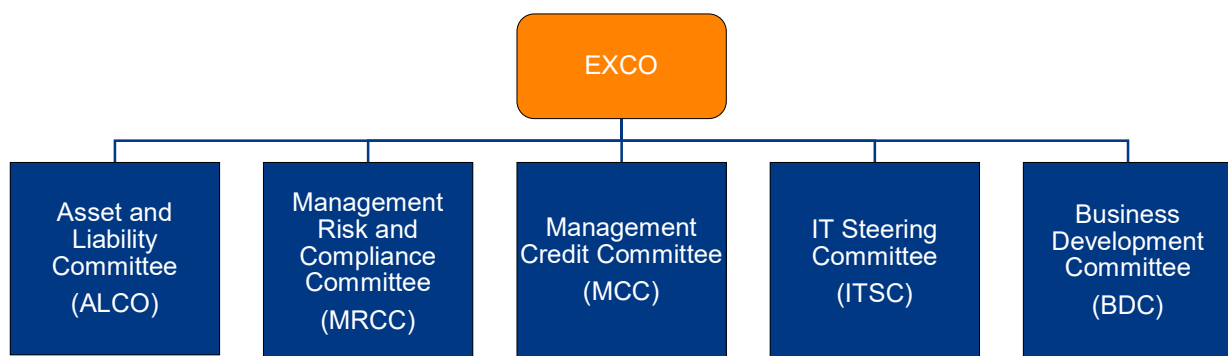 EXCO
Asset and
Liability
Committee
(ALCO)
Management
Risk and
Compliance
Committee
(MRCC)
Management
Credit Committee
(MCC)
IT Steering
Committee
(ITSC)
Business
Development
Committee
(BDC)